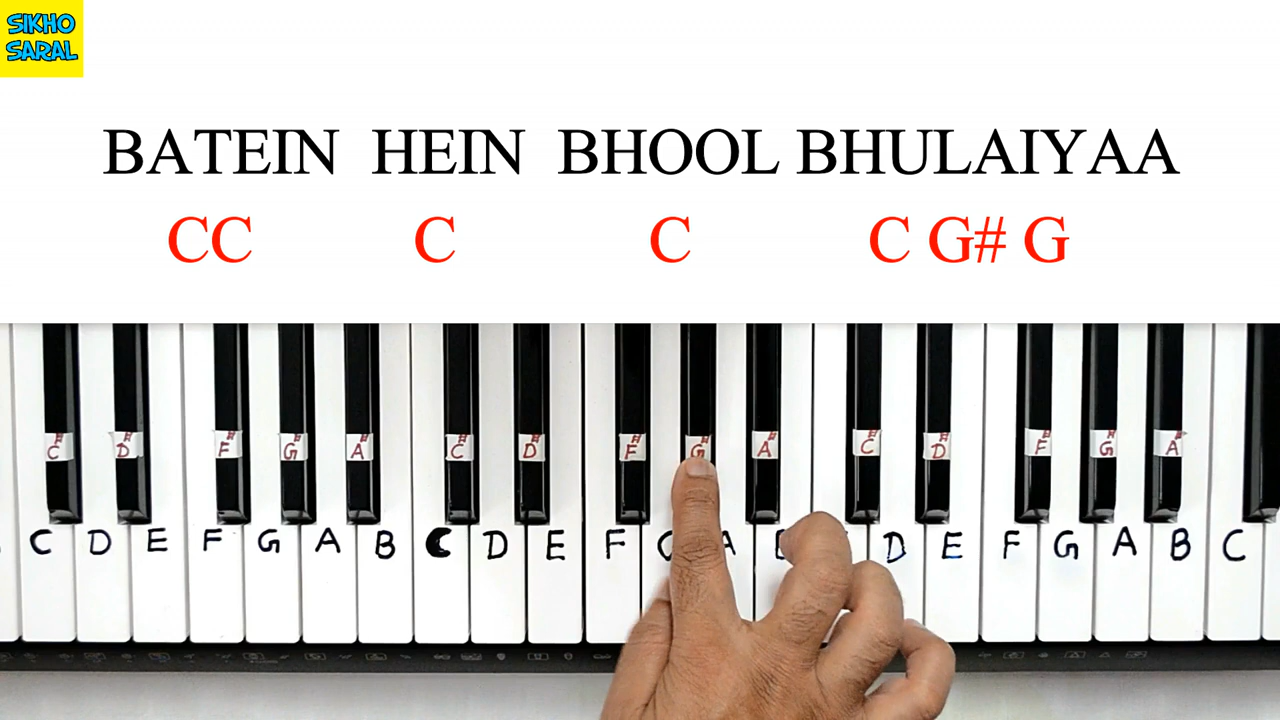 SIKHO
SARAL
BATEIN HEIN BHOOL BHULAIYAA
CC C C C G# G
C# D# F# G# A# C# D# F# G# A# C# D# F# G# A#
C D E F G A B C D E F A D E F G A B C